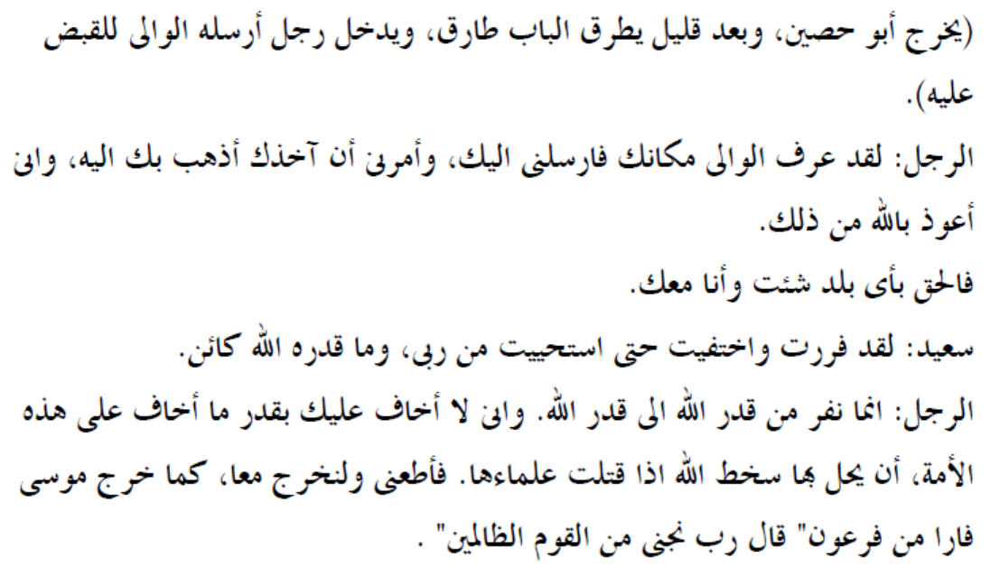 (يخرج أبو حصين، وبعد قليل يطرق الباب طارق، ويدخل رجل أرسله الوالى للقبض
عليه).
الرجل: لقد عرف الوالى مكانك فارسلنى اليك، وأمرنى أن آخذك أذهب بك اليه، وانى
أعوذ بالله من ذلك.
فالحق بأى بلد شئت وأنا معك.
سعيد: لقد فررت واختفيت حتى استحييت من ربى، وما قدره الله كائن.
الرجل: انما نفر من قدر الله الى قدر الله. وانى لا أخاف عليك بقدر ما أخاف على هذه
الأمة، أن يحل بها سخط الله اذا قتلت علماءها. فأطعنى ولنخرج معا، كما خرج موسى
فارا من فرعون" قال رب نجنى من القوم الظالمين" .